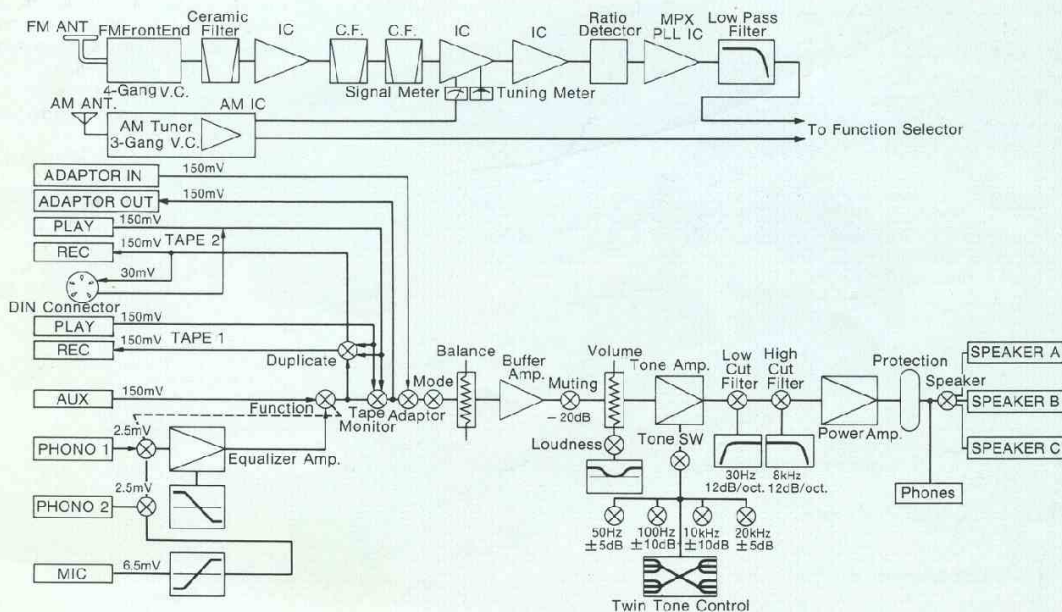 FM ANT
FMFrontEnd
4-Gang V.C.
Ceramic
Filter
IC
C.F.
C.F.
IC
IC
Ratio
Detector
MPX
PLL IC
Low Pass
Filter
Signal Meter
Tuning Meter
AM ANT.
AM IC
AM Tuner
3-Gang V.C.
To Function Selector
ADAPTOR IN
150mV
ADAPTOR OUT
150mV
PLAY
150mV
TAPE 2
REC
150mV
30mV
DIN Connector
PLAY
150mV
TAPE 1
REC
150mV
Duplicate
AUX
150mV
Function
Tape
Monitor
Adaptor
Mode
Balance
Buffer
Amp.
Muting
-20dB
Volume
Loudness
Tone Amp.
Tone SW
Low
Cut
Filter
High
Cut
Filter
30Hz
12dB/oct.
8kHz
12dB/oct.
Power Amp.
Protection
Speaker
SPEAKER A
SPEAKER B
SPEAKER C
Phones
PHONO 1
2.5mV
Equalizer Amp.
PHONO 2
2.5mV
MIC
6.5mV
50Hz
±5dB
100Hz
±10dB
10kHz
±10dB
20kHz
±5dB
Twin Tone Control